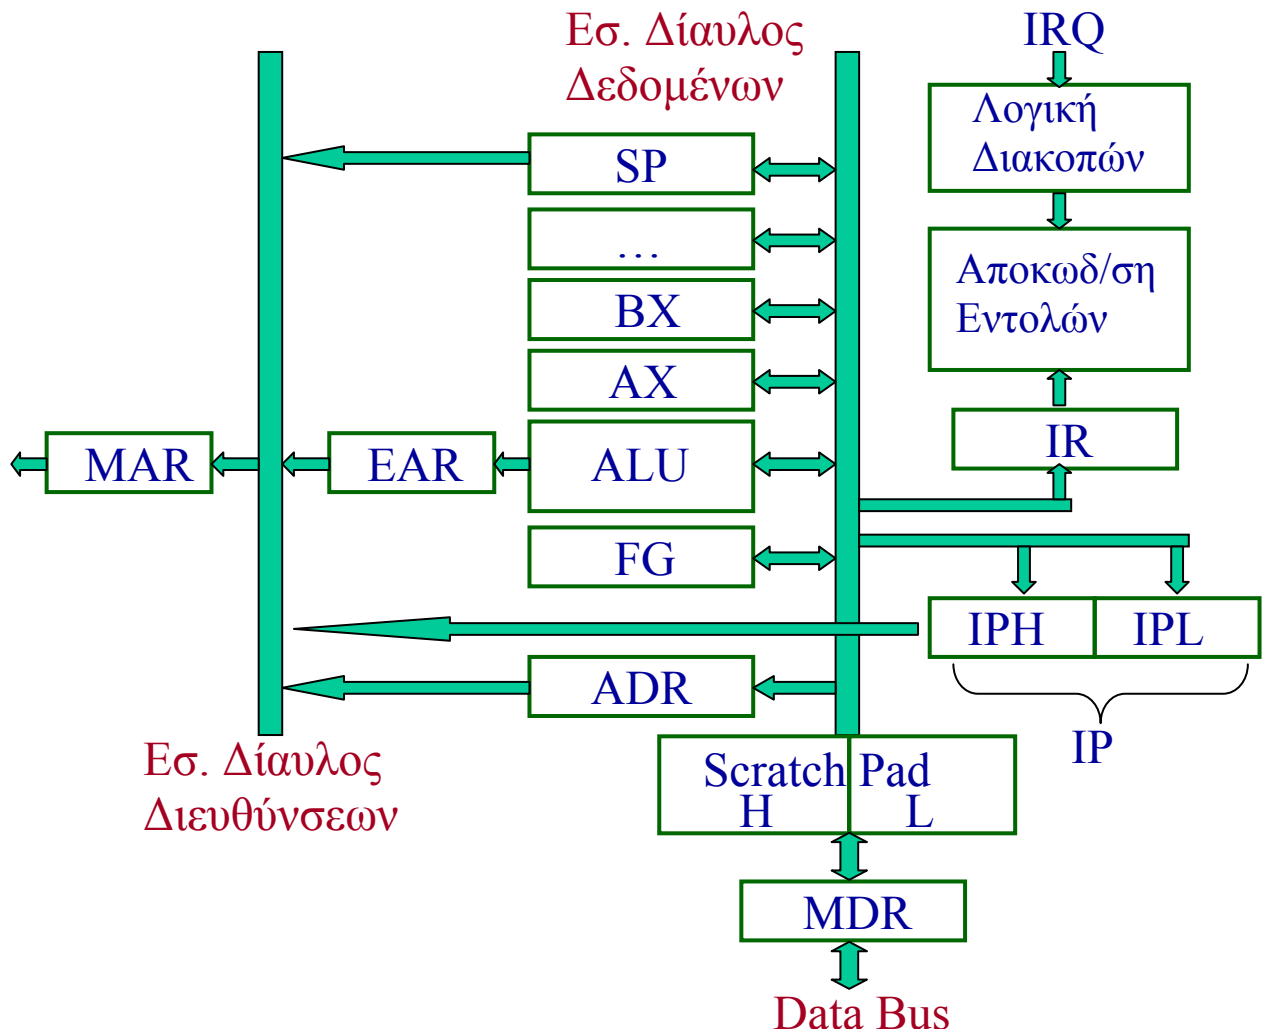 Εσ. Δίαυλος
Δεδομένων
IRQ
Λογική
Διακοπών
SP
...
Αποκωδ/ση
Εντολών
BX
AX
IR
MAR
EAR
ALU
FG
IPH
IPL
ADR
IP
Εσ. Δίαυλος
Διευθύνσεων
Scratch Pad
H L
MDR
Data Bus